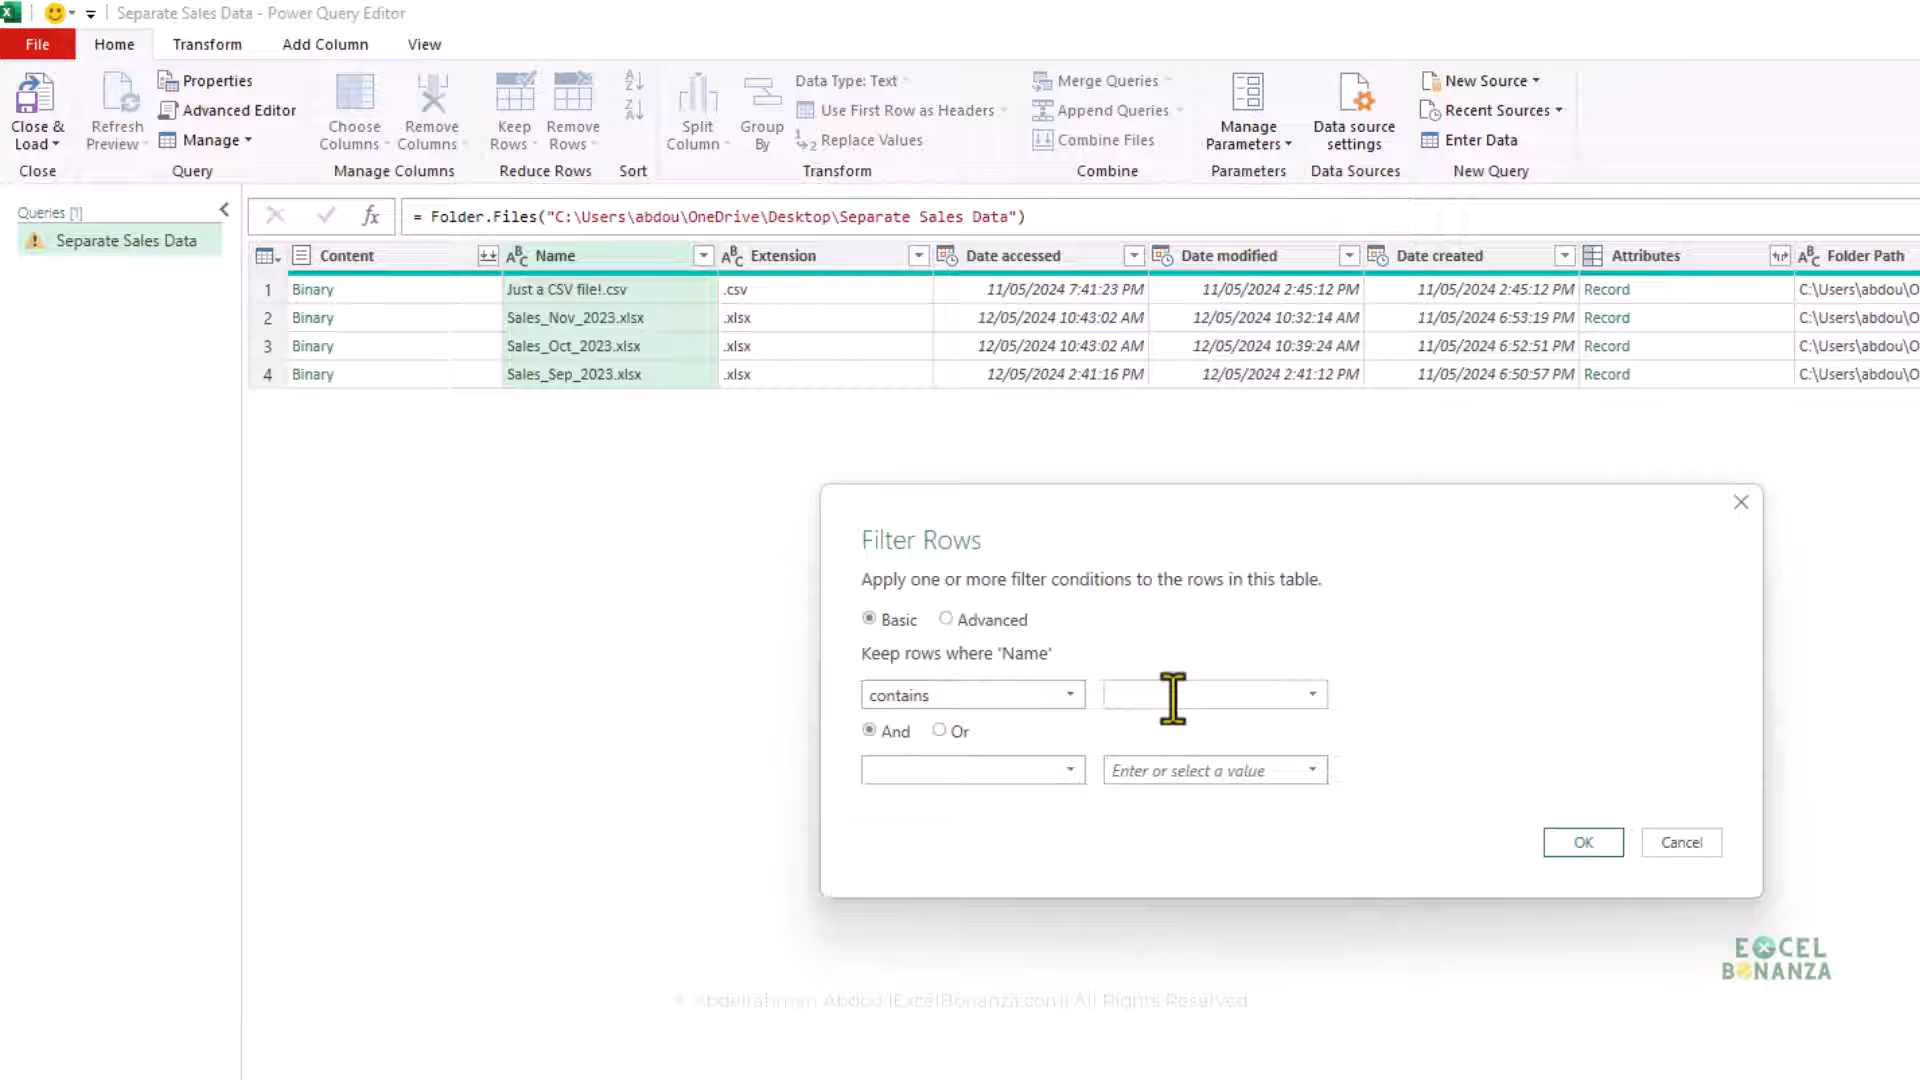 Separate Sales Data - Power Query Editor
File Home Transform Add Column View
Close & Load
Close
Refresh Preview
Properties
Advanced Editor
Manage
Query
Choose Columns
Remove Columns
Manage Columns
Keep Rows
Remove Rows
Reduce Rows
Sort
Split Column
Group By
Data Type: Text
Use First Row as Headers
Replace Values
Transform
Merge Queries
Append Queries
Combine Files
Combine
Manage Parameters
Parameters
Data source settings
Data Sources
New Source
Recent Sources
Enter Data
New Query
Queries [1]
Separate Sales Data
fx
= Folder.Files("C:\Users\abdou\OneDrive\Desktop\Separate Sales Data")
Content Name Extension Date accessed Date modified Date created Attributes Folder Path
1 Binary Just a CSV file!.csv .csv 11/05/2024 7:41:23 PM 11/05/2024 2:45:12 PM 11/05/2024 2:45:12 PM Record C:\Users\abdou\O
2 Binary Sales_Nov_2023.xlsx .xlsx 12/05/2024 10:43:02 AM 12/05/2024 10:32:14 AM 11/05/2024 6:53:19 PM Record C:\Users\abdou\O
3 Binary Sales_Oct_2023.xlsx .xlsx 12/05/2024 10:43:02 AM 12/05/2024 10:39:24 AM 11/05/2024 6:52:51 PM Record C:\Users\abdou\O
4 Binary Sales_Sep_2023.xlsx .xlsx 12/05/2024 2:41:16 PM 12/05/2024 2:41:12 PM 11/05/2024 6:50:57 PM Record C:\Users\abdou\O
Filter Rows
Apply one or more filter conditions to the rows in this table.
Basic Advanced
Keep rows where 'Name'
contains
And Or
Enter or select a value
OK Cancel
EXCEL
BONANZA
© Abdelrahman Abdou |ExcelBonanza.com| All Rights Reserved